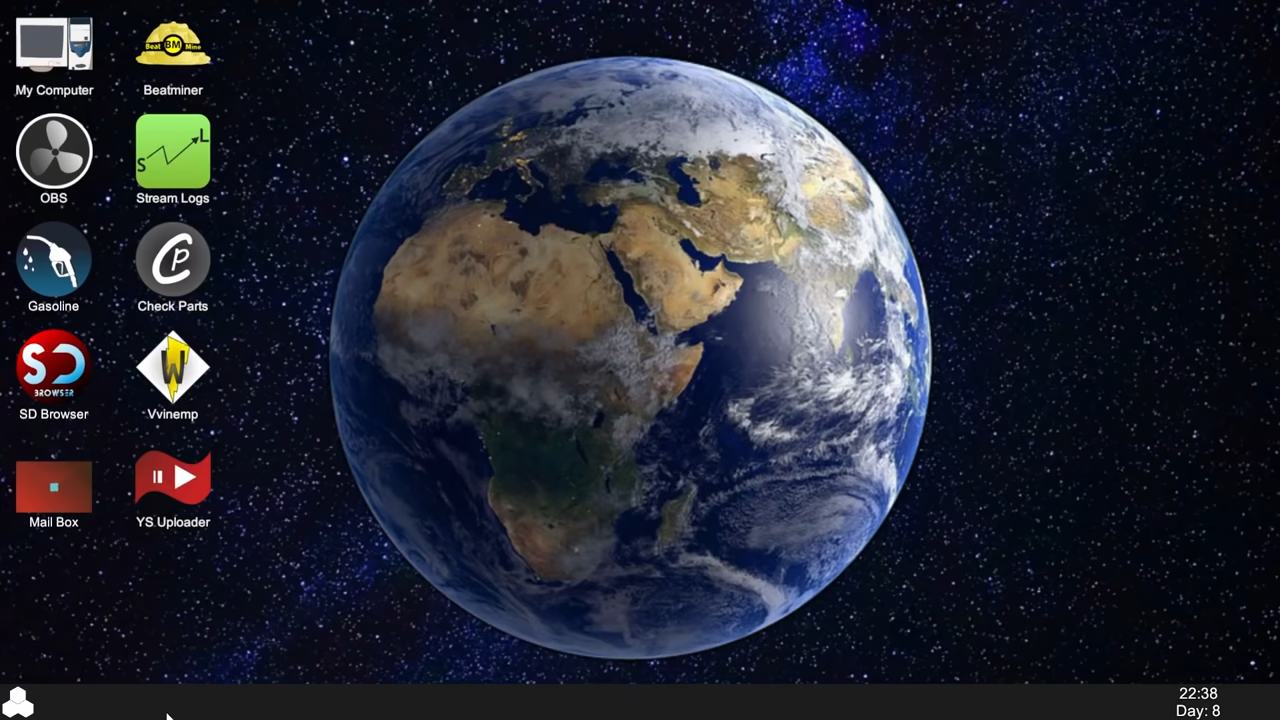 My Computer
Beat BM Mine
Beatminer
OBS
S L
Stream Logs
Gasoline
CP
Check Parts
SD
BROWSER
SD Browser
W
Vvinemp
Mail Box
YS Uploader
22:38
Day: 8